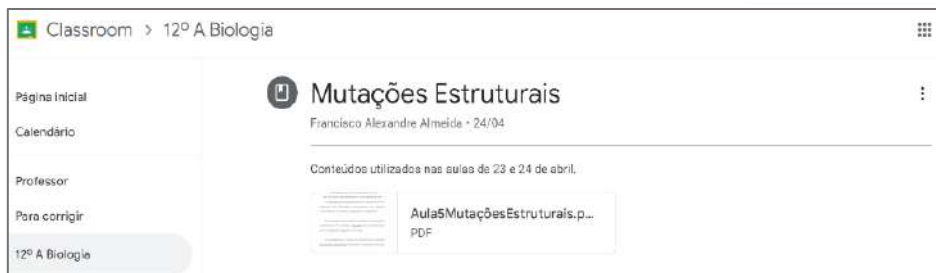 Classroom > 12º A Biologia
Página inicial
Calendário
Professor
Para corrigir
12º A Biologia
Mutações Estruturais
Francisco Alexandre Almeida • 24/04
Conteúdos utilizados nas aulas de 23 e 24 de abril.
Aula5MutaçõesEstruturais.p...
PDF